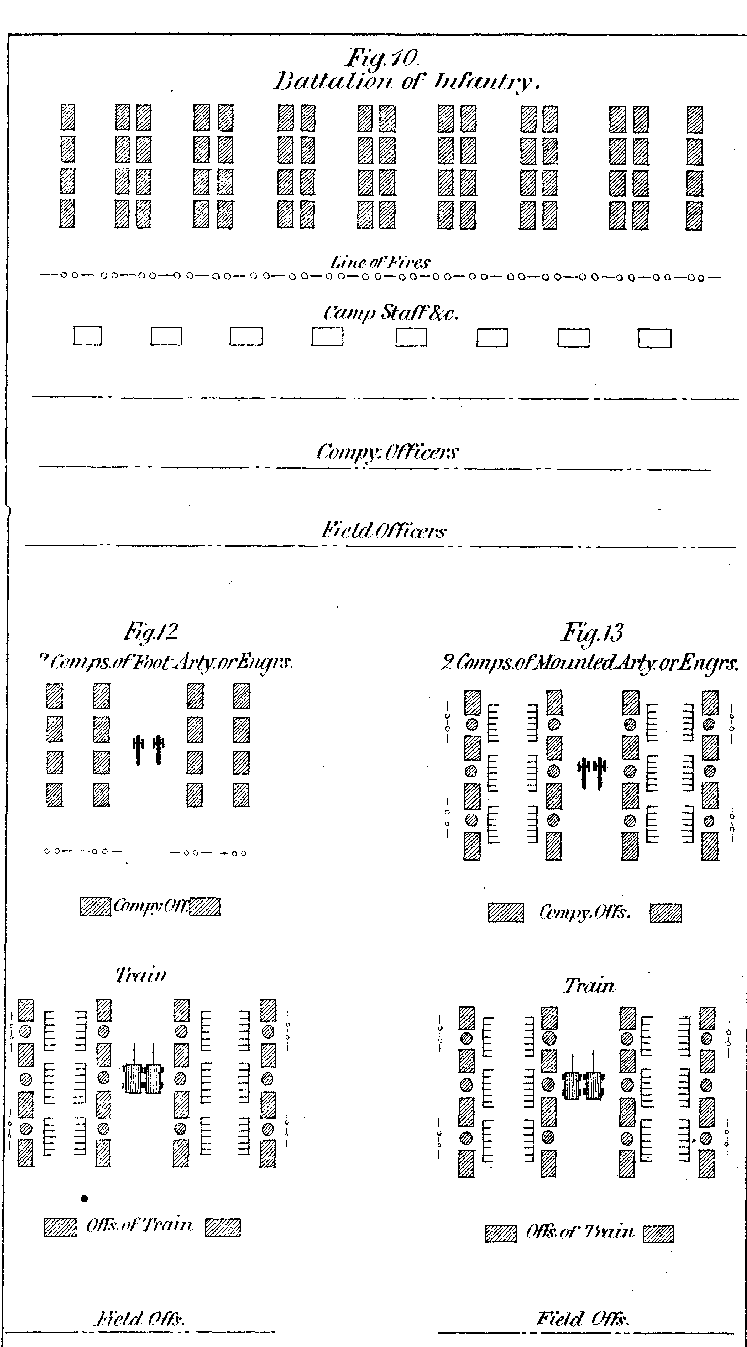 Fig. 10.
Battalion of Infantry.
Line of Fires
Camp Staff &c.
Compy. Officers
Field Officers
Fig. 12
2 Comps. of Foot Arty. or Engrs.
Compy Off.
Train
Offs. of Train
Field Offs.
Fig. 13
2 Comps. of Mounted Arty. or Engrs.
Compy. Offs.
Train
Offs. of Train
Field Offs.